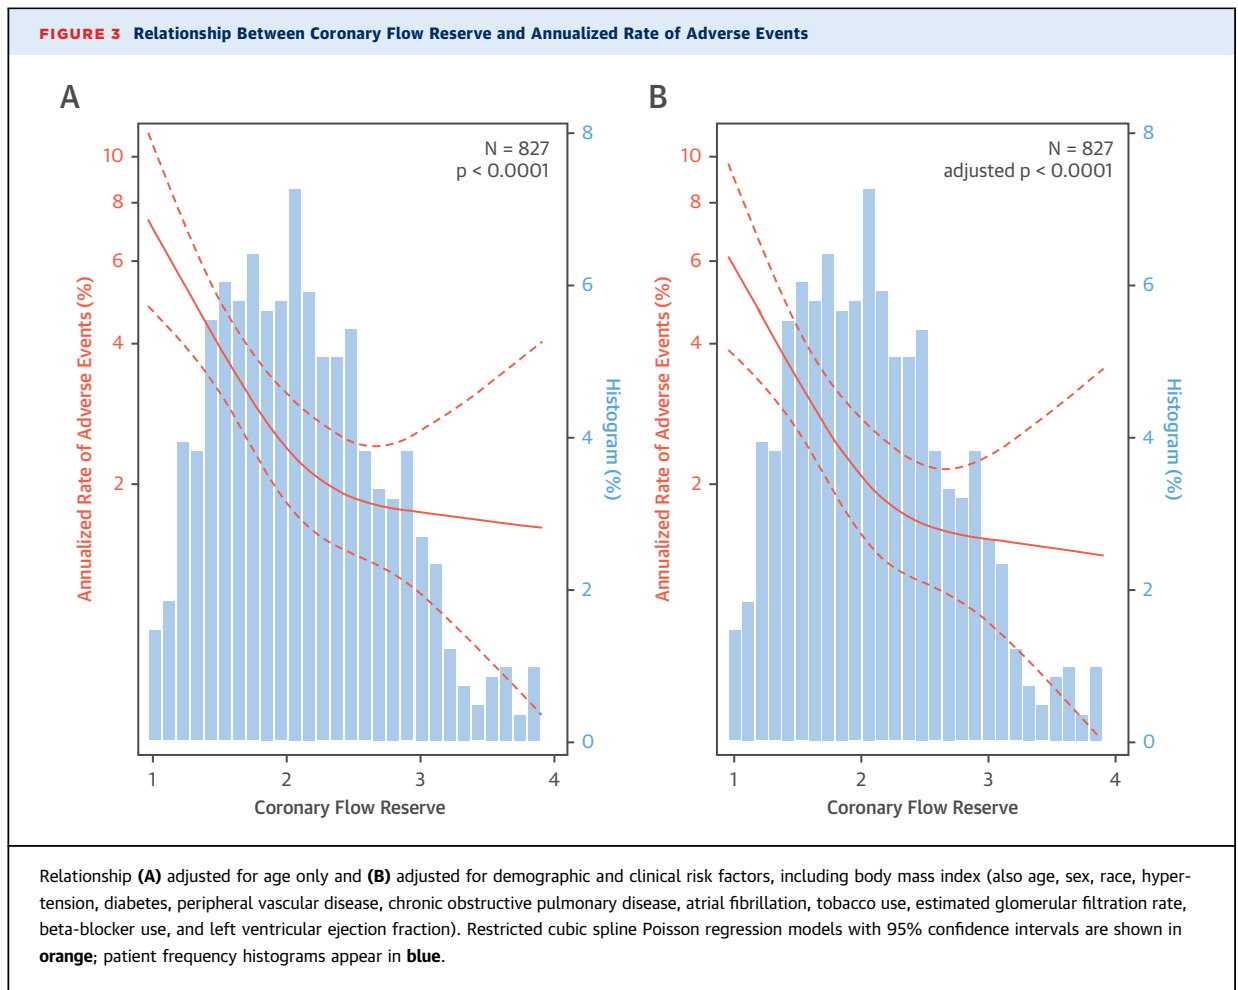 FIGURE 3 Relationship Between Coronary Flow Reserve and Annualized Rate of Adverse Events
A
N = 827
p < 0.0001
10
8
6
4
2
Annualized Rate of Adverse Events (%)
8
6
4
2
0
Histogram (%)
1 2 3 4
Coronary Flow Reserve
B
N = 827
adjusted p < 0.0001
10
8
6
4
2
Annualized Rate of Adverse Events (%)
8
6
4
2
0
Histogram (%)
1 2 3 4
Coronary Flow Reserve
Relationship (A) adjusted for age only and (B) adjusted for demographic and clinical risk factors, including body mass index (also age, sex, race, hyper-
tension, diabetes, peripheral vascular disease, chronic obstructive pulmonary disease, atrial fibrillation, tobacco use, estimated glomerular filtration rate,
beta-blocker use, and left ventricular ejection fraction). Restricted cubic spline Poisson regression models with 95% confidence intervals are shown in
orange; patient frequency histograms appear in blue.